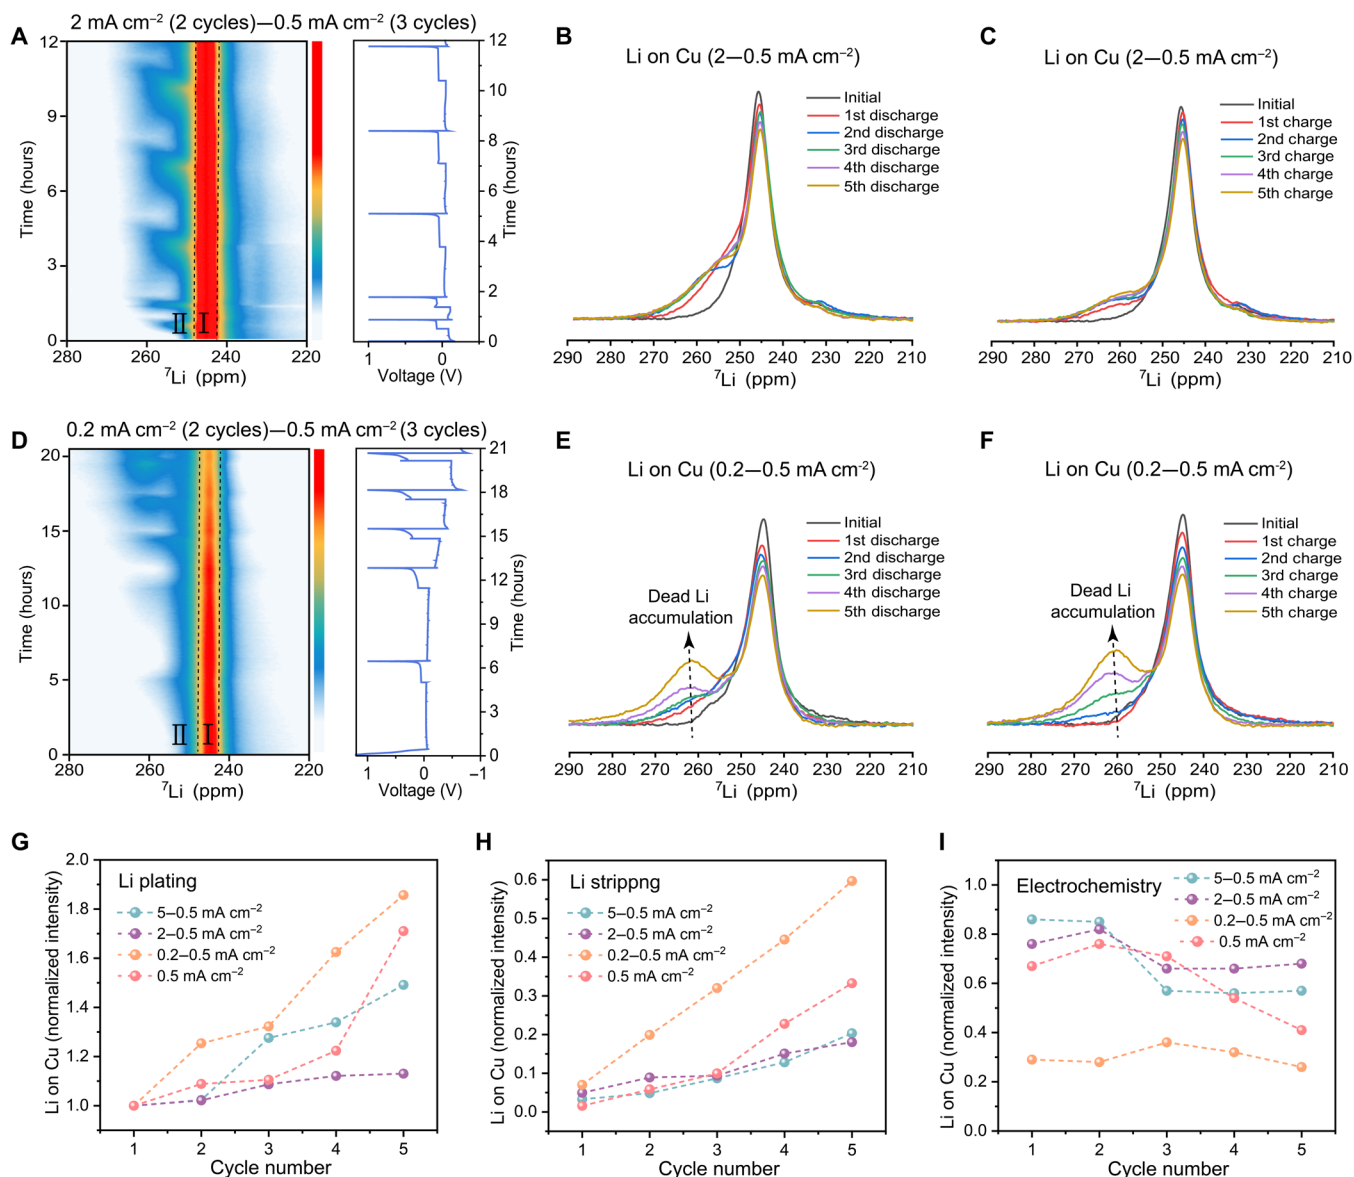 A
2 mA cm⁻² (2 cycles)—0.5 mA cm⁻² (3 cycles)
12
9
6
3
0
Time (hours)
II I
280 260 240 220
⁷Li (ppm)
12
10
8
6
4
2
0
Time (hours)
1 0
Voltage (V)
B
Li on Cu (2—0.5 mA cm⁻²)
Initial
1st discharge
2nd discharge
3rd discharge
4th discharge
5th discharge
290 280 270 260 250 240 230 220 210
⁷Li (ppm)
C
Li on Cu (2—0.5 mA cm⁻²)
Initial
1st charge
2nd charge
3rd charge
4th charge
5th charge
290 280 270 260 250 240 230 220 210
⁷Li (ppm)
D
0.2 mA cm⁻² (2 cycles)—0.5 mA cm⁻² (3 cycles)
20
15
10
5
0
Time (hours)
II I
280 260 240 220
⁷Li (ppm)
21
18
15
12
9
6
3
0
Time (hours)
1 0 −1
Voltage (V)
E
Li on Cu (0.2—0.5 mA cm⁻²)
Initial
1st discharge
2nd discharge
3rd discharge
4th discharge
5th discharge
Dead Li
accumulation
290 280 270 260 250 240 230 220 210
⁷Li (ppm)
F
Li on Cu (0.2—0.5 mA cm⁻²)
Initial
1st charge
2nd charge
3rd charge
4th charge
5th charge
Dead Li
accumulation
290 280 270 260 250 240 230 220 210
⁷Li (ppm)
G
Li plating
5—0.5 mA cm⁻²
2—0.5 mA cm⁻²
0.2—0.5 mA cm⁻²
0.5 mA cm⁻²
2.0
1.8
1.6
1.4
1.2
1.0
Li on Cu (normalized intensity)
1 2 3 4 5
Cycle number
H
Li strippng
5—0.5 mA cm⁻²
2—0.5 mA cm⁻²
0.2—0.5 mA cm⁻²
0.5 mA cm⁻²
0.6
0.5
0.4
0.3
0.2
0.1
0.0
Li on Cu (normalized intensity)
1 2 3 4 5
Cycle number
I
Electrochemistry
5—0.5 mA cm⁻²
2—0.5 mA cm⁻²
0.2—0.5 mA cm⁻²
0.5 mA cm⁻²
1.0
0.8
0.6
0.4
0.2
0.0
Li on Cu (normalized intensity)
1 2 3 4 5
Cycle number